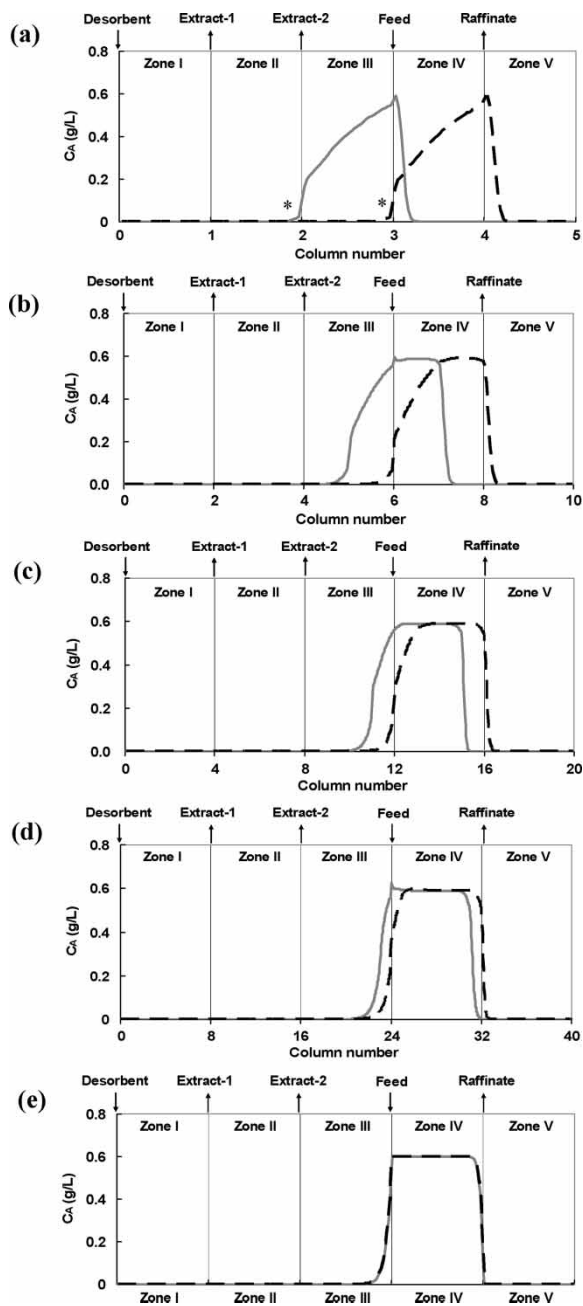 (a)
Desorbent Extract-1 Extract-2 Feed Raffinate
0.8
Zone I Zone II Zone III Zone IV Zone V
0.6
CA (g/L)
0.4
0.2
* *
0
0 1 2 3 4 5
Column number
(b)
Desorbent Extract-1 Extract-2 Feed Raffinate
0.8
Zone I Zone II Zone III Zone IV Zone V
0.6
CA (g/L)
0.4
0.2
0.0
0 2 4 6 8 10
Column number
(c)
Desorbent Extract-1 Extract-2 Feed Raffinate
0.8
Zone I Zone II Zone III Zone IV Zone V
0.6
CA (g/L)
0.4
0.2
0.0
0 4 8 12 16 20
Column number
(d)
Desorbent Extract-1 Extract-2 Feed Raffinate
0.8
Zone I Zone II Zone III Zone IV Zone V
0.6
CA (g/L)
0.4
0.2
0
0 8 16 24 32 40
Column number
(e)
Desorbent Extract-1 Extract-2 Feed Raffinate
0.8
Zone I Zone II Zone III Zone IV Zone V
0.6
CA (g/L)
0.4
0.2
0
Zone I Zone II Zone III Zone IV Zone V